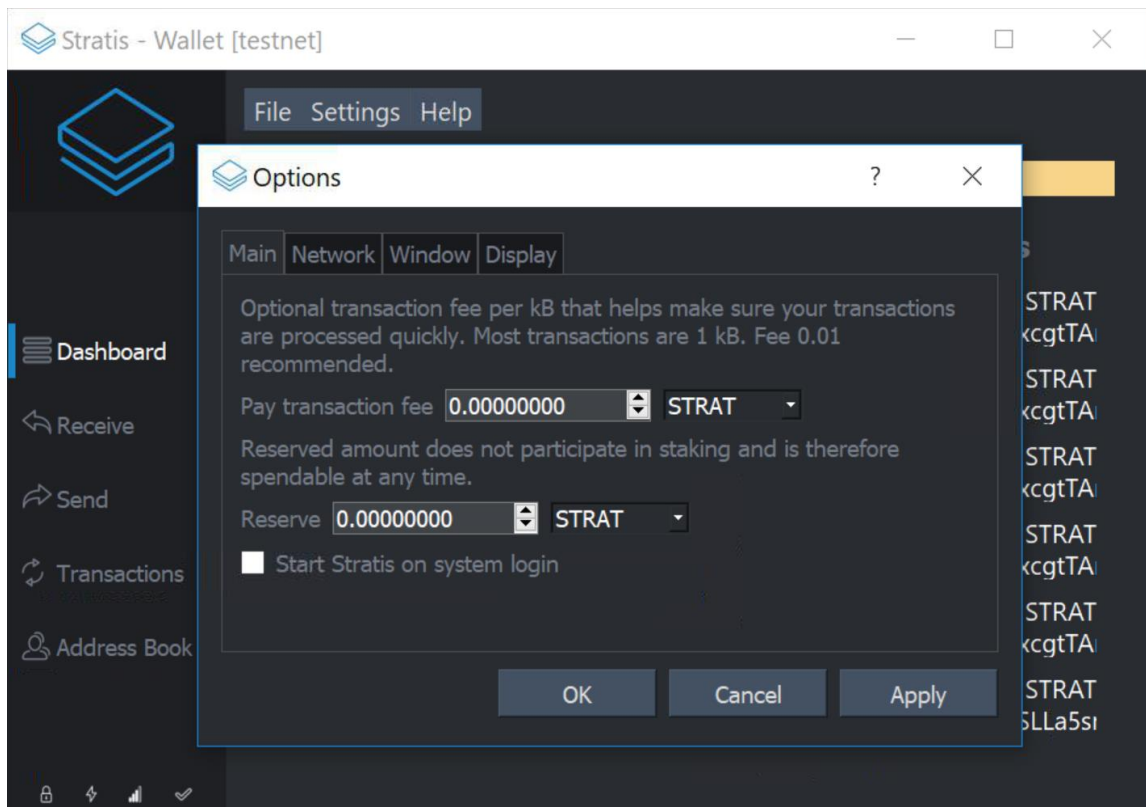 Stratis - Wallet [testnet]
File Settings Help
Options
?
Main Network Window Display
Optional transaction fee per kB that helps make sure your transactions
are processed quickly. Most transactions are 1 kB. Fee 0.01
recommended.
Pay transaction fee 0.00000000 STRAT
Reserved amount does not participate in staking and is therefore
spendable at any time.
Reserve 0.00000000 STRAT
Start Stratis on system login
OK Cancel Apply
Dashboard
Receive
Send
Transactions
Address Book
STRAT
STRAT
STRAT
STRAT
STRAT
STRAT